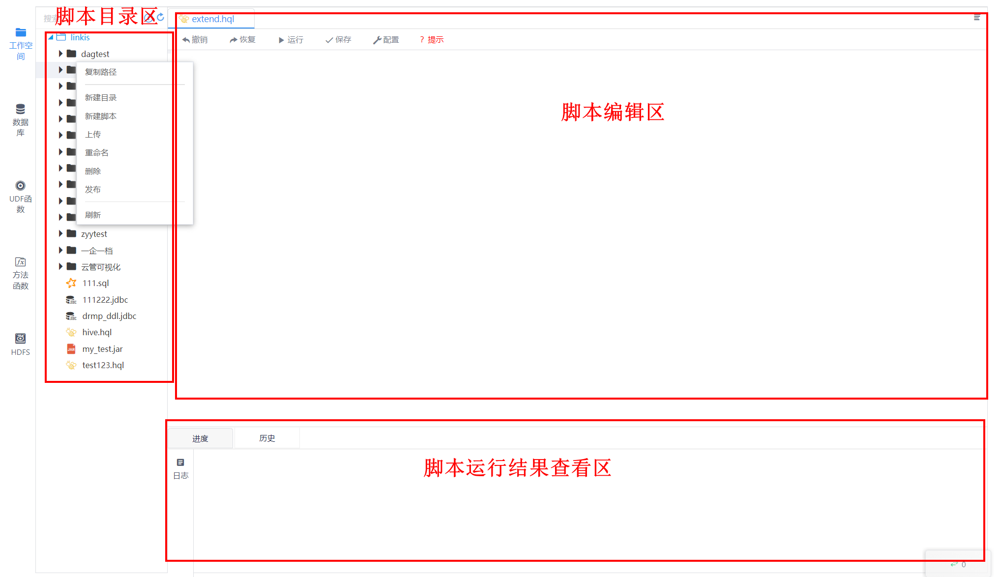 脚本目录区
搜索
工作空
间
数据
库
UDF函
数
方法
函数
HDFS
linkis
dagtest
复制路径
新建目录
新建脚本
上传
重命名
删除
发布
刷新
zyytest
一企一档
云管可视化
111.sql
111222.jdbc
drmp_ddl.jdbc
hive.hql
my_test.jar
test123.hql
extend.hql
撤销 恢复 运行 保存 配置 ? 提示
脚本编辑区
进度 历史
日志
脚本运行结果查看区
0